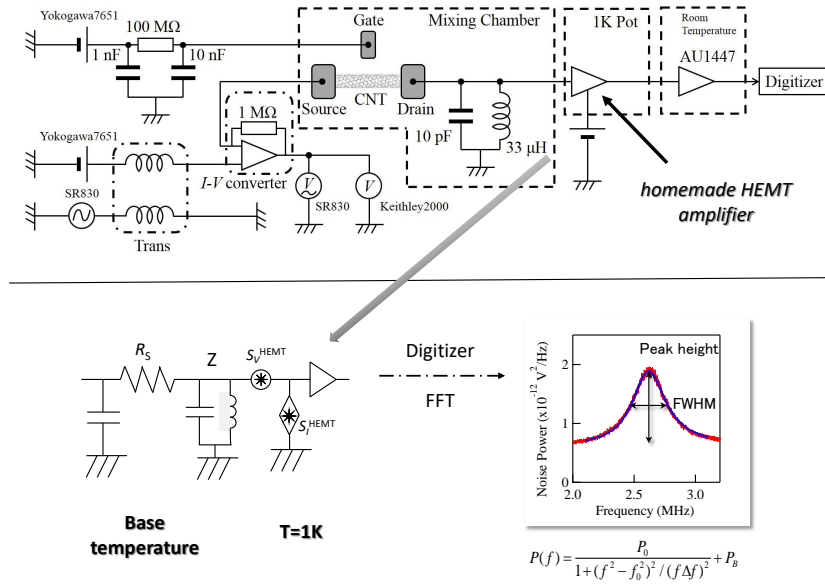 Yokogawa7651
100 MΩ
1 nF
10 nF
Gate
Mixing Chamber
1K Pot
Room
Temperature
AU1447
Digitizer
Source
CNT
Drain
10 pF
33 μH
1 MΩ
Yokogawa7651
I-V converter
V
V
SR830
Keithley2000
SR830
Trans
homemade HEMT
amplifier
R_S
Z
S_V^HEMT
S_I^HEMT
Digitizer
FFT
Base
temperature
T=1K
Noise Power (x10^-12 V^2/Hz)
2
1
0
Peak height
FWHM
2.0
2.5
3.0
Frequency (MHz)
P(f) = P_0 / (1+(f^2 − f_0^2)^2 / (fΔf)^2) + P_B